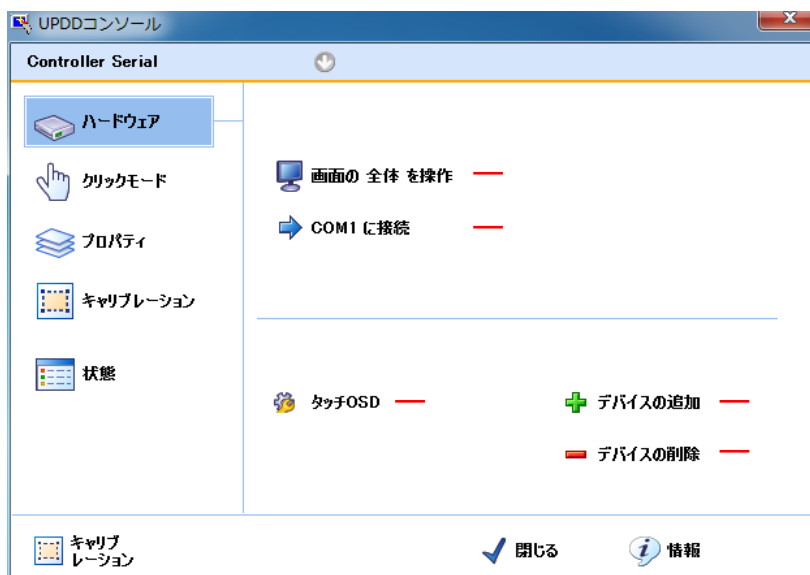 UPDDコンソール
Controller Serial
ハードウェア
クリックモード
プロパティ
キャリブレーション
状態
画面の 全体 を操作
COM1 に接続
タッチOSD
デバイスの追加
デバイスの削除
キャリブ
レーション
閉じる
情報